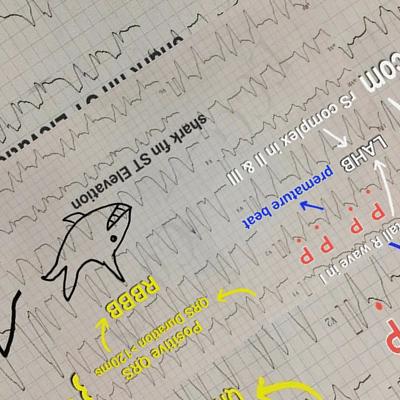 shark fin ST Elevation
.com
rS complex in II & III
LAHB
premature beat
P P P P
tall R wave in I
P
RBBB
Positive QRS
QRS Duration >120ms